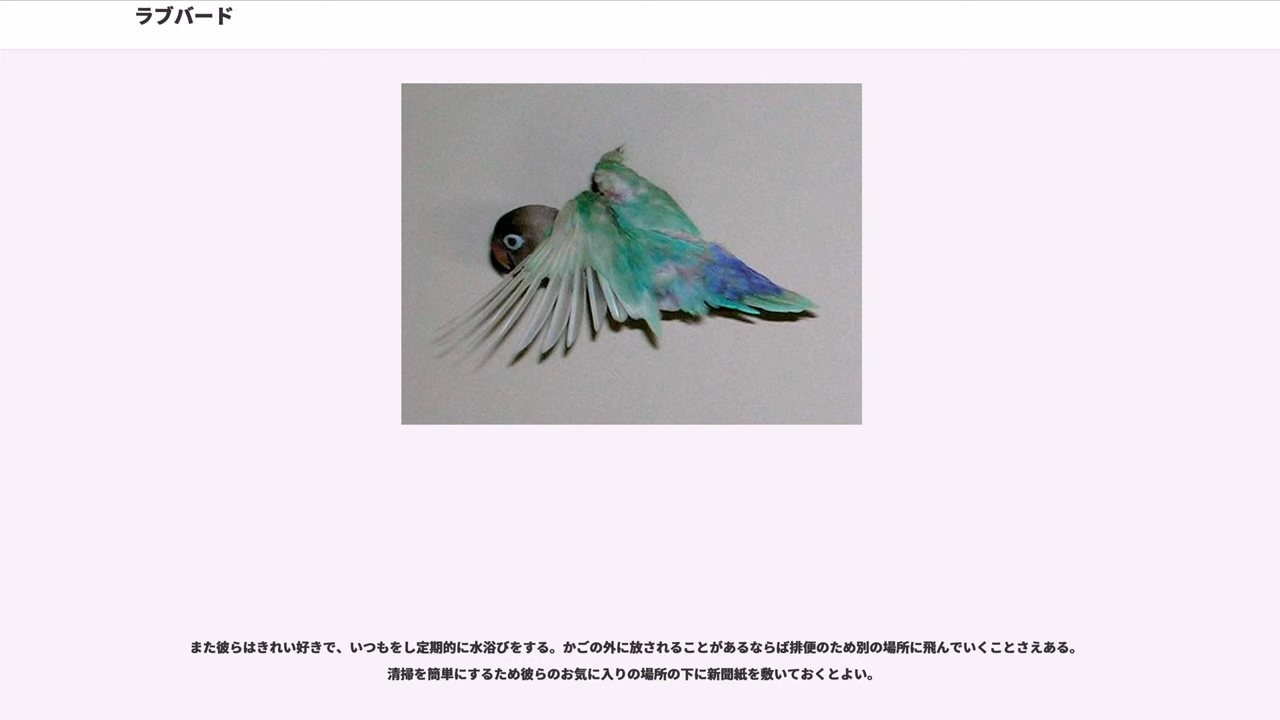 ラブバード
また彼らはきれい好きで、いつもをし定期的に水浴びをする。かごの外に放されることがあるならば排便のため別の場所に飛んでいくことさえある。
清掃を簡単にするため彼らのお気に入りの場所の下に新聞紙を敷いておくとよい。